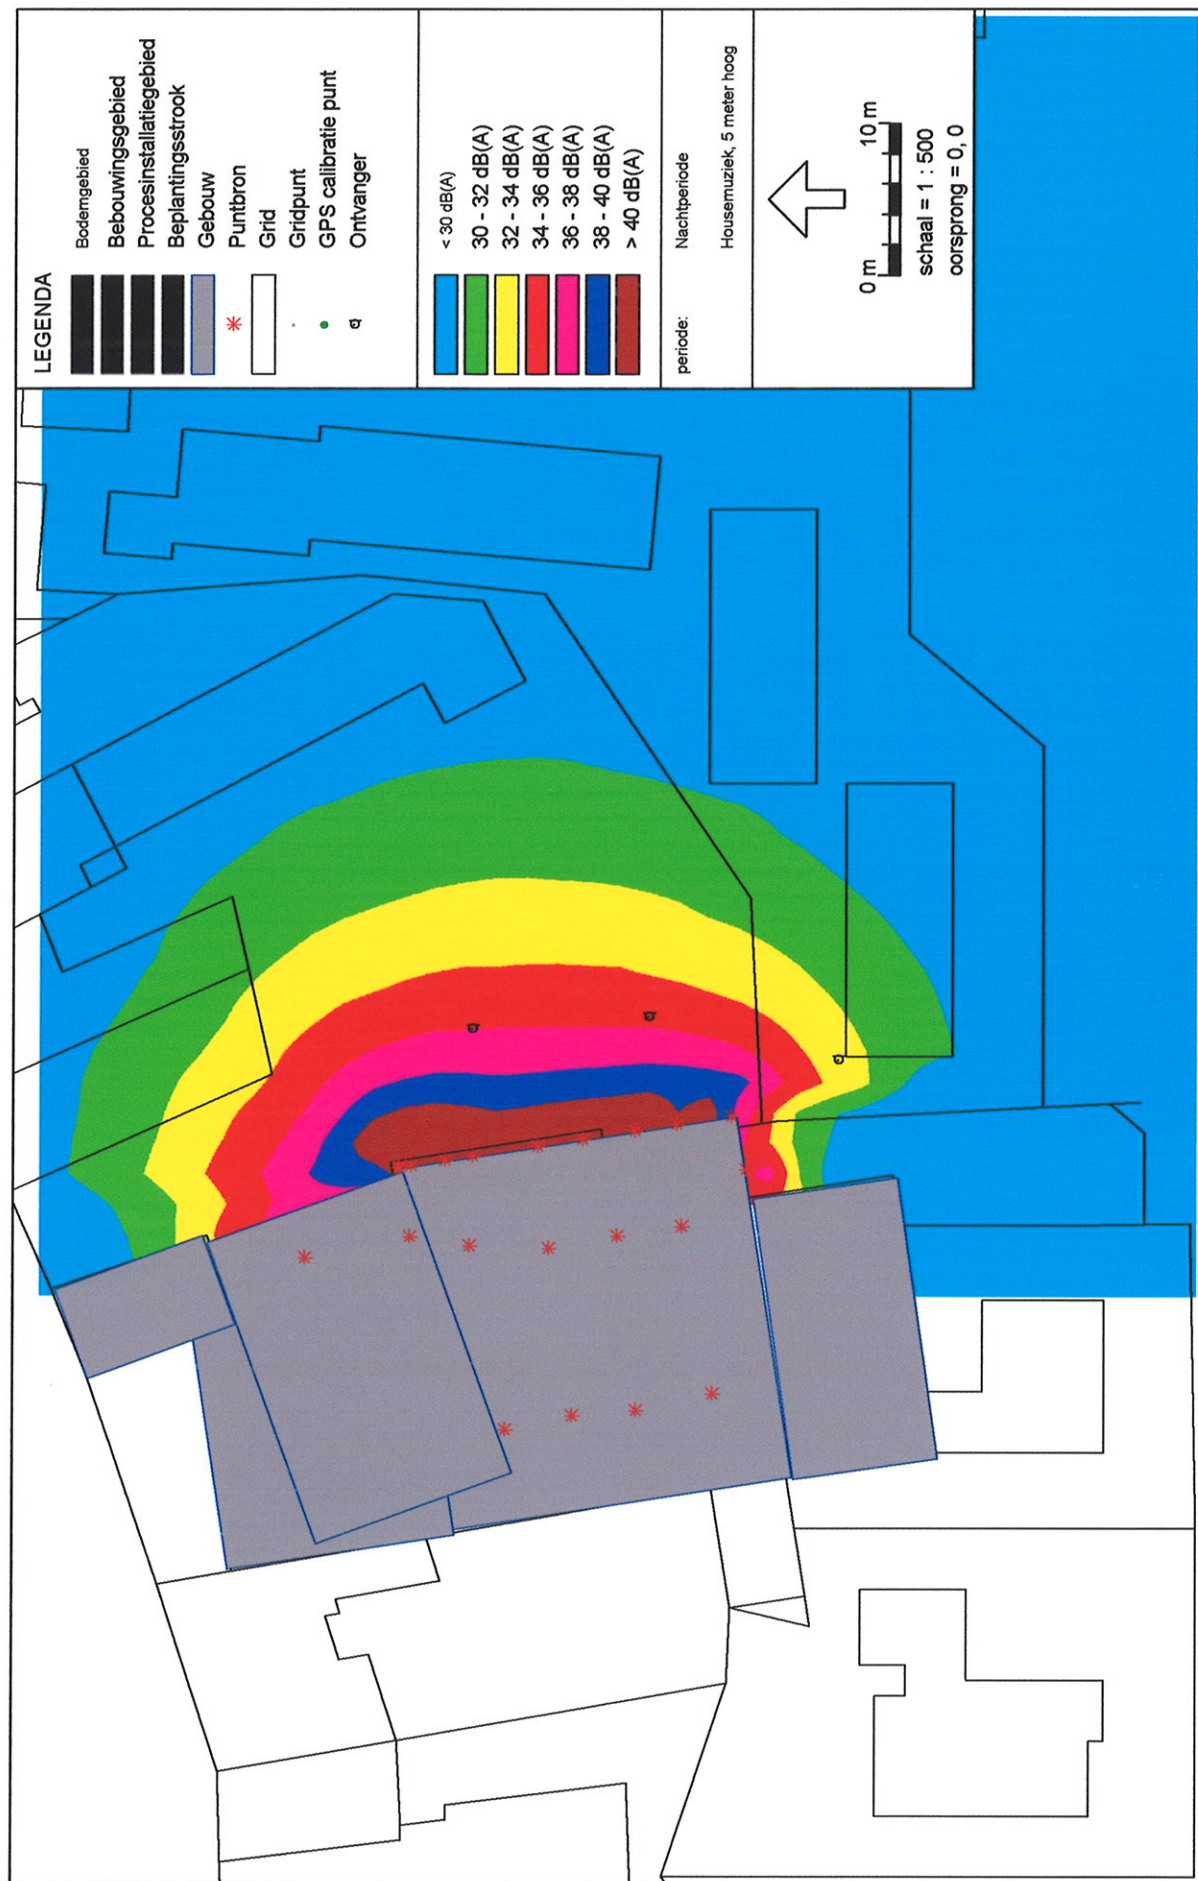 LEGENDA
Bodemgebied
Bebouwingsgebied
Procesinstallatiegebied
Beplantingsstrook
Gebouw
Puntbron
Grid
Gridpunt
GPS calibratie punt
Ontvanger
< 30 dB(A)
30 - 32 dB(A)
32 - 34 dB(A)
34 - 36 dB(A)
36 - 38 dB(A)
38 - 40 dB(A)
> 40 dB(A)
periode: Nachtperiode
Housemuziek, 5 meter hoog
0 m 10 m
schaal = 1 : 500
oorsprong = 0, 0